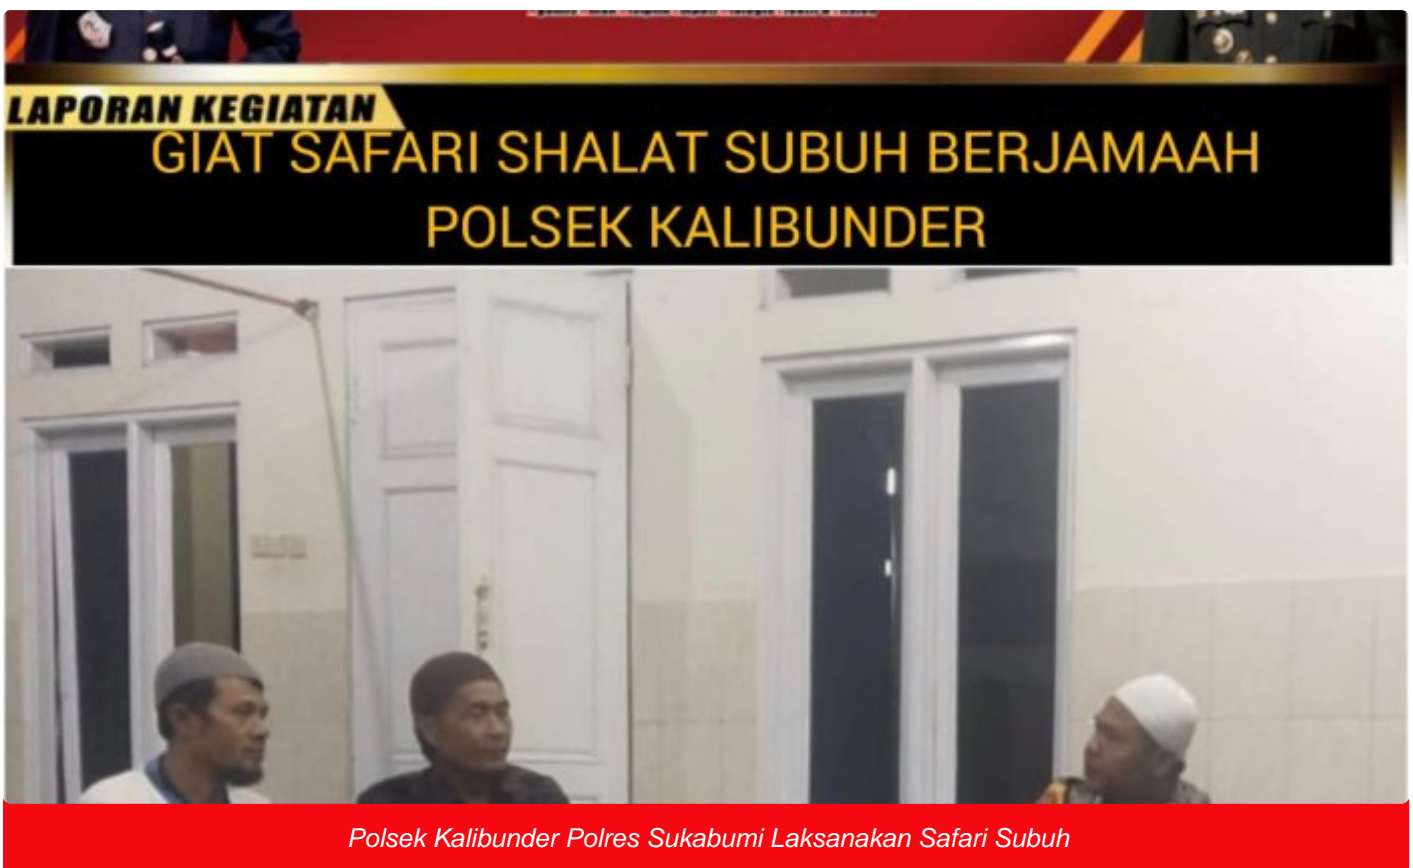 LAPORAN KEGIATAN
GIAT SAFARI SHALAT SUBUH BERJAMAAH
POLSEK KALIBUNDER
Polsek Kalibunder Polres Sukabumi Laksanakan Safari Subuh